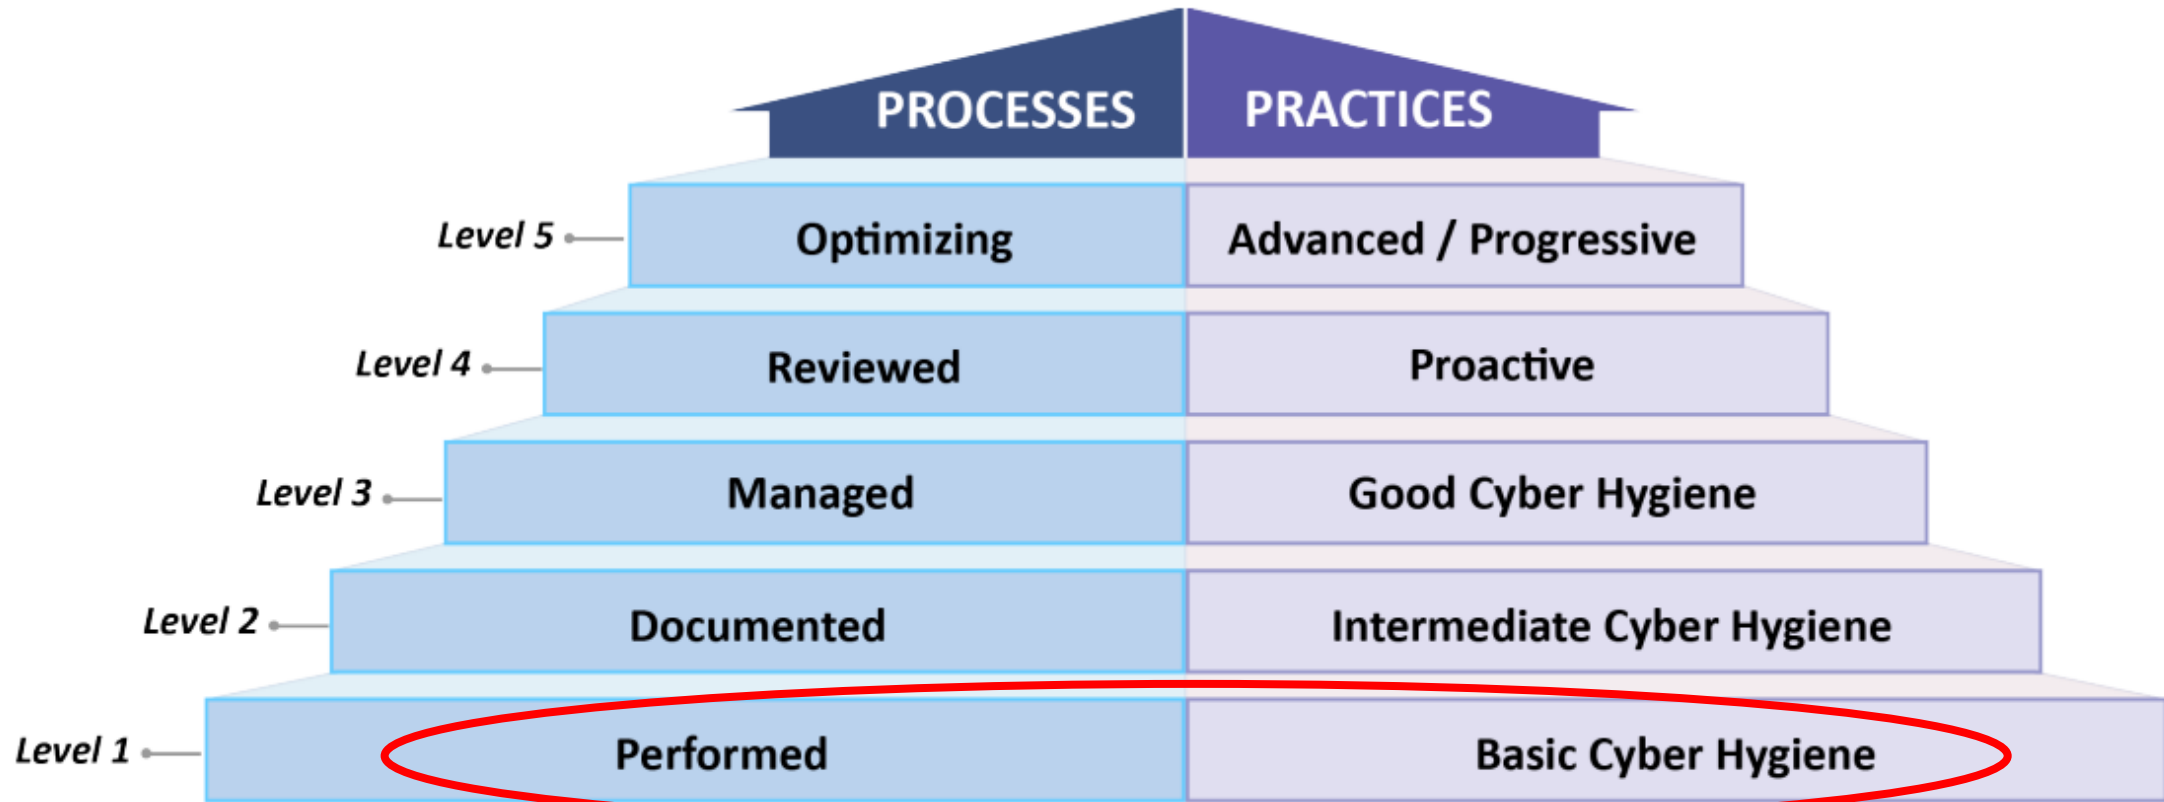 PROCESSES PRACTICES
Level 5 Optimizing Advanced / Progressive
Level 4 Reviewed Proactive
Level 3 Managed Good Cyber Hygiene
Level 2 Documented Intermediate Cyber Hygiene
Level 1 Performed Basic Cyber Hygiene